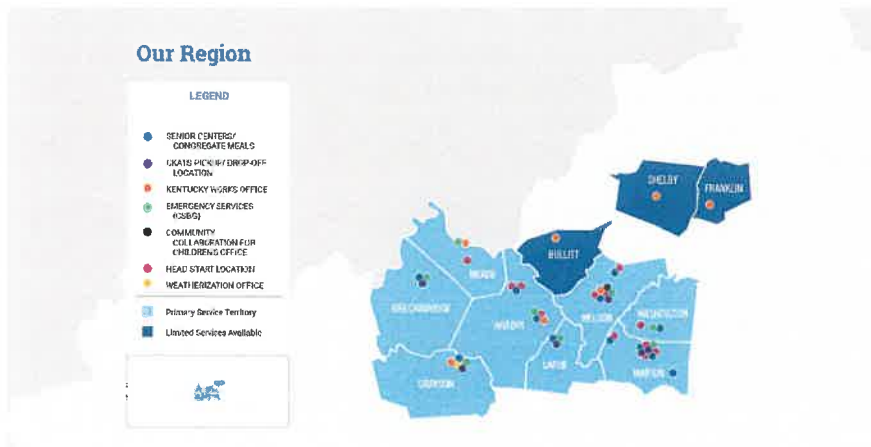 Our Region
LEGEND
SENIOR CENTERS/
CONGREGATE MEALS
PICKUP/ DROP-OFF
LOCATION
KENTUCKY WORKS OFFICE
EMERGENCY SERVICES
(CSBG)
COMMUNITY
COLLABORATION FOR
CHILDREN'S OFFICE
HEAD START LOCATION
WEATHERIZATION OFFICE
Primary Service Territory
Limited Services Available
SHELBY
FRANKLIN
BULLITT
MEADE
BRECKINRIDGE
HARDIN
NELSON
WASHINGTON
LARUE
MARION
GRAYSON